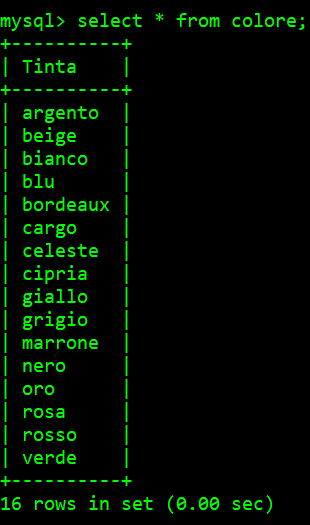 mysql> select * from colore;
+----------+
| Tinta    |
+----------+
| argento  |
| beige    |
| bianco   |
| blu      |
| bordeaux |
| cargo    |
| celeste  |
| cipria   |
| giallo   |
| grigio   |
| marrone  |
| nero     |
| oro      |
| rosa     |
| rosso    |
| verde    |
+----------+
16 rows in set (0.00 sec)